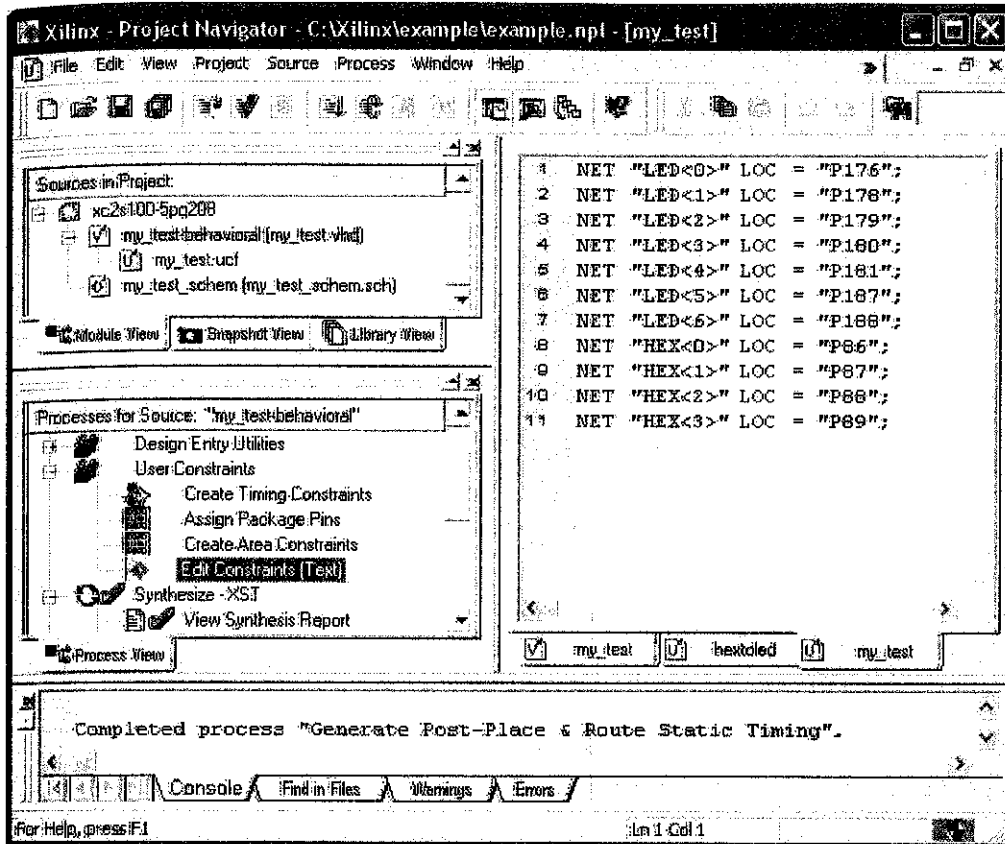 Xilinx - Project Navigator - C:\Xilinx\example\example.npl - [my_test]
File Edit View Project Source Process Window Help
Sources in Project:
xc2s100-5pq208
my_test-behavioral (my_test.vhd)
my_test.ucf
my_test_schem (my_test_schem.sch)
Module View Snapshot View Library View
Processes for Source: "my_test-behavioral"
Design Entry Utilities
User Constraints
Create Timing Constraints
Assign Package Pins
Create Area Constraints
Edit Constraints (Text)
Synthesize - XST
View Synthesis Report
Process View
1 NET "LED<0>" LOC = "P176";
2 NET "LED<1>" LOC = "P178";
3 NET "LED<2>" LOC = "P179";
4 NET "LED<3>" LOC = "P180";
5 NET "LED<4>" LOC = "P181";
6 NET "LED<5>" LOC = "P187";
7 NET "LED<6>" LOC = "P188";
8 NET "HEX<0>" LOC = "P86";
9 NET "HEX<1>" LOC = "P87";
10 NET "HEX<2>" LOC = "P88";
11 NET "HEX<3>" LOC = "P89";
my_test hextoled my_test
Completed process "Generate Post-Place & Route Static Timing".
Console Find in Files Warnings Errors
For Help, press F1 Ln 1 Col 1